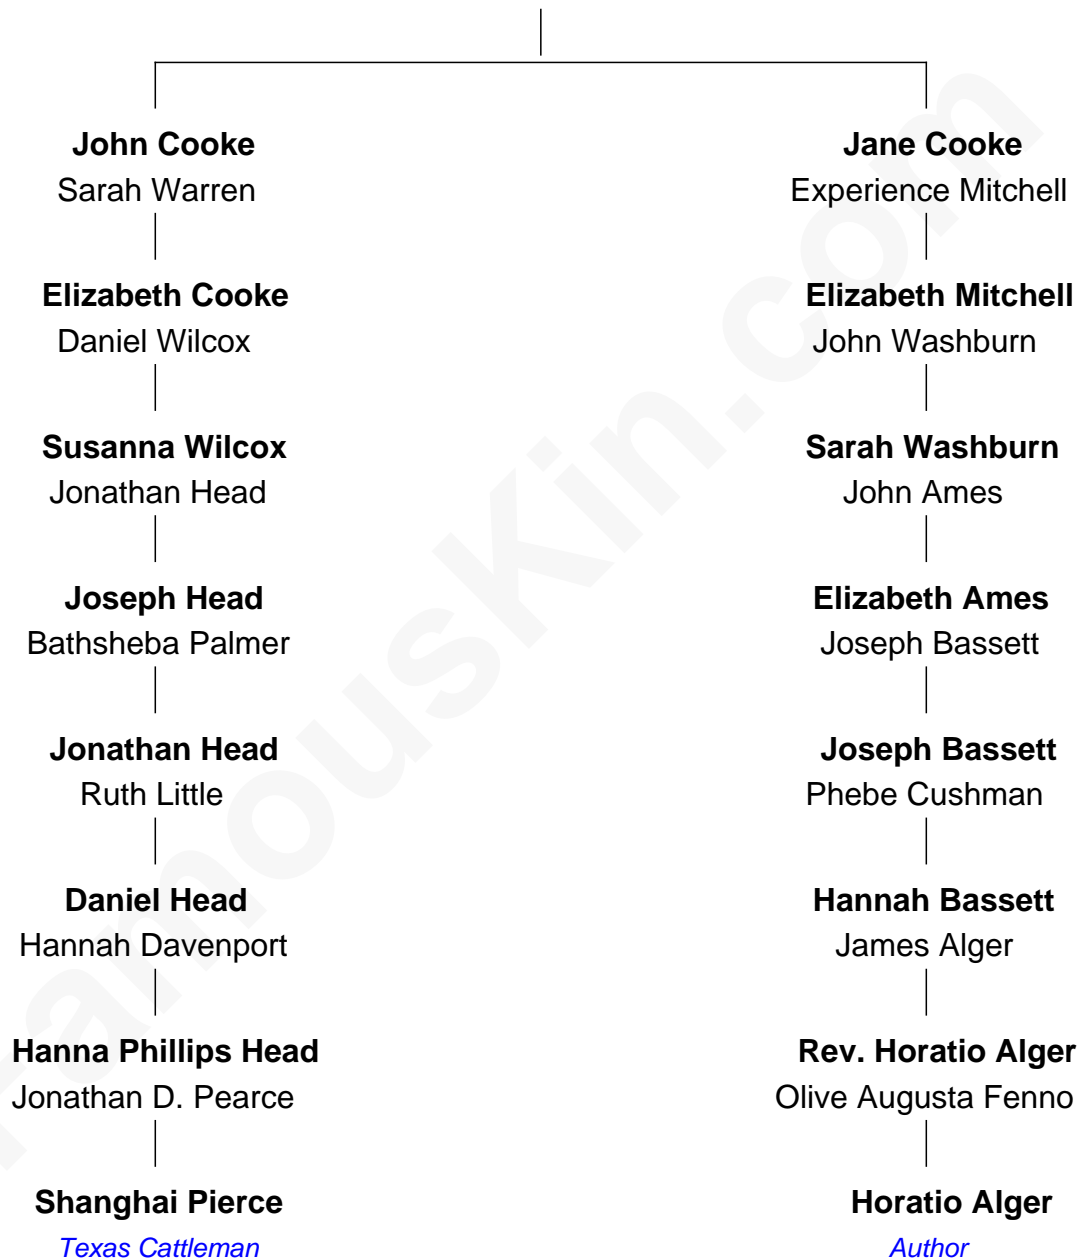 John Cooke
Sarah Warren
Jane Cooke
Experience Mitchell
Elizabeth Cooke
Daniel Wilcox
Elizabeth Mitchell
John Washburn
Susanna Wilcox
Jonathan Head
Sarah Washburn
John Ames
Joseph Head
Bathsheba Palmer
Elizabeth Ames
Joseph Bassett
Jonathan Head
Ruth Little
Joseph Bassett
Phebe Cushman
Daniel Head
Hannah Davenport
Hannah Bassett
James Alger
Hanna Phillips Head
Jonathan D. Pearce
Rev. Horatio Alger
Olive Augusta Fenno
Shanghai Pierce
Texas Cattleman
Horatio Alger
Author
FamousKin.com